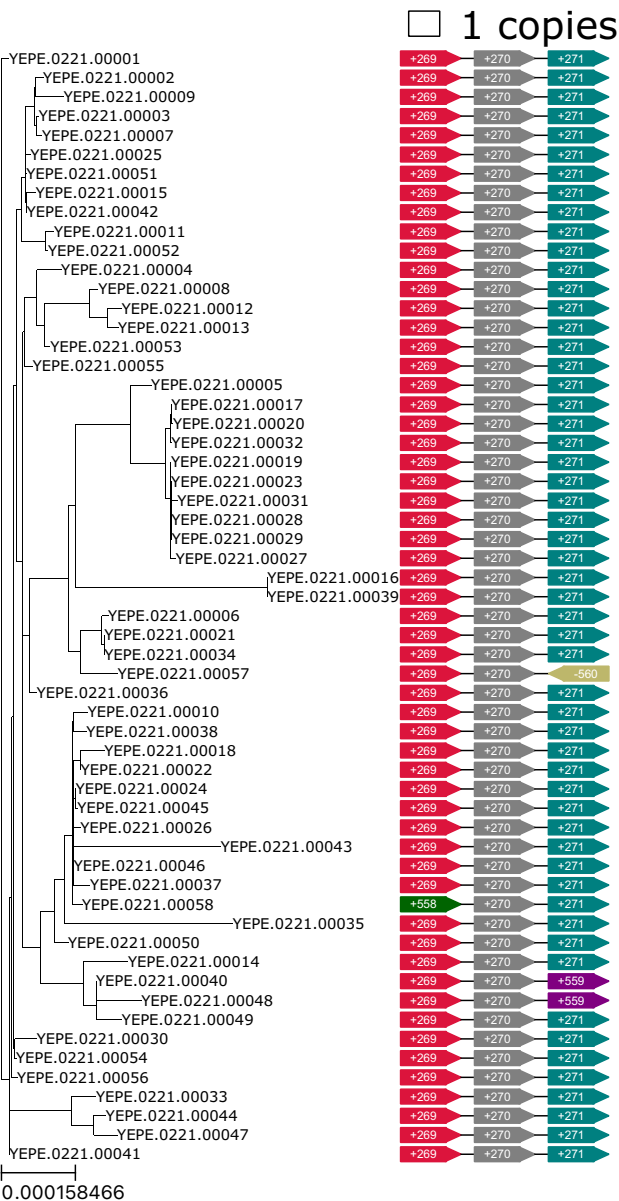 1 copies
YEPE.0221.00001 +269 +270 +271
YEPE.0221.00002 +269 +270 +271
YEPE.0221.00009 +269 +270 +271
YEPE.0221.00003 +269 +270 +271
YEPE.0221.00007 +269 +270 +271
YEPE.0221.00025 +269 +270 +271
YEPE.0221.00051 +269 +270 +271
YEPE.0221.00015 +269 +270 +271
YEPE.0221.00042 +269 +270 +271
YEPE.0221.00011 +269 +270 +271
YEPE.0221.00052 +269 +270 +271
YEPE.0221.00004 +269 +270 +271
YEPE.0221.00008 +269 +270 +271
YEPE.0221.00012 +269 +270 +271
YEPE.0221.00013 +269 +270 +271
YEPE.0221.00053 +269 +270 +271
YEPE.0221.00055 +269 +270 +271
YEPE.0221.00005 +269 +270 +271
YEPE.0221.00017 +269 +270 +271
YEPE.0221.00020 +269 +270 +271
YEPE.0221.00032 +269 +270 +271
YEPE.0221.00019 +269 +270 +271
YEPE.0221.00023 +269 +270 +271
YEPE.0221.00031 +269 +270 +271
YEPE.0221.00028 +269 +270 +271
YEPE.0221.00029 +269 +270 +271
YEPE.0221.00027 +269 +270 +271
YEPE.0221.00016 +269 +270 +271
YEPE.0221.00039 +269 +270 +271
YEPE.0221.00006 +269 +270 +271
YEPE.0221.00021 +269 +270 +271
YEPE.0221.00034 +269 +270 +271
YEPE.0221.00057 +269 +270 -560
YEPE.0221.00036 +269 +270 +271
YEPE.0221.00010 +269 +270 +271
YEPE.0221.00038 +269 +270 +271
YEPE.0221.00018 +269 +270 +271
YEPE.0221.00022 +269 +270 +271
YEPE.0221.00024 +269 +270 +271
YEPE.0221.00045 +269 +270 +271
YEPE.0221.00026 +269 +270 +271
YEPE.0221.00043 +269 +270 +271
YEPE.0221.00046 +269 +270 +271
YEPE.0221.00037 +269 +270 +271
YEPE.0221.00058 +558 +270 +271
YEPE.0221.00035 +269 +270 +271
YEPE.0221.00050 +269 +270 +271
YEPE.0221.00014 +269 +270 +271
YEPE.0221.00040 +269 +270 +559
YEPE.0221.00048 +269 +270 +559
YEPE.0221.00049 +269 +270 +271
YEPE.0221.00030 +269 +270 +271
YEPE.0221.00054 +269 +270 +271
YEPE.0221.00056 +269 +270 +271
YEPE.0221.00033 +269 +270 +271
YEPE.0221.00044 +269 +270 +271
YEPE.0221.00047 +269 +270 +271
YEPE.0221.00041 +269 +270 +271
0.000158466